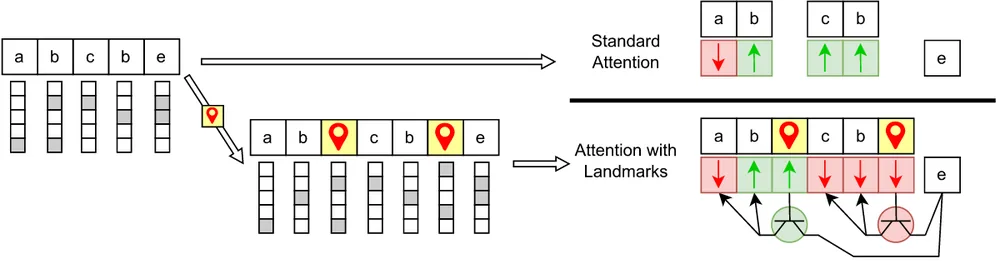 a b c b e
a b c b e
Standard
Attention
a b c b
e
Attention with
Landmarks
a b c b
e